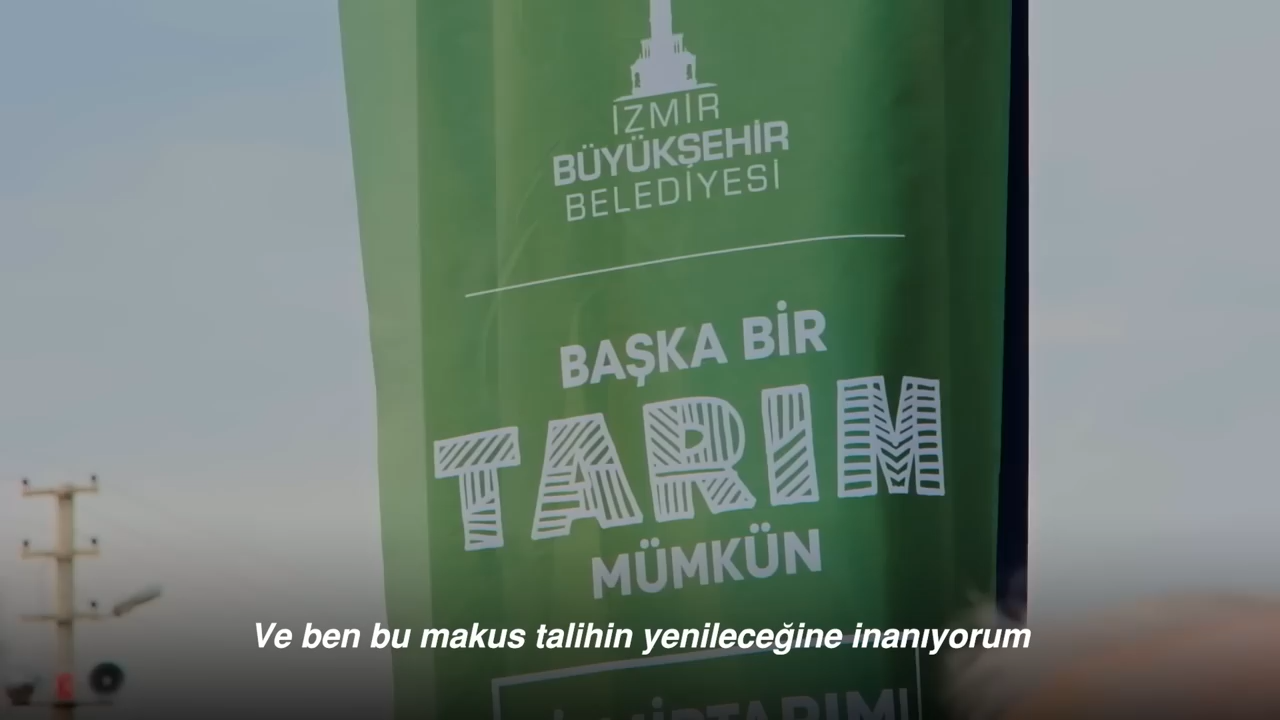 İZMİR
BÜYÜKŞEHİR
BELEDİYESİ
BAŞKA BİR
TARIM
MÜMKÜN
Ve ben bu makus talihin yenileceğine inanıyorum